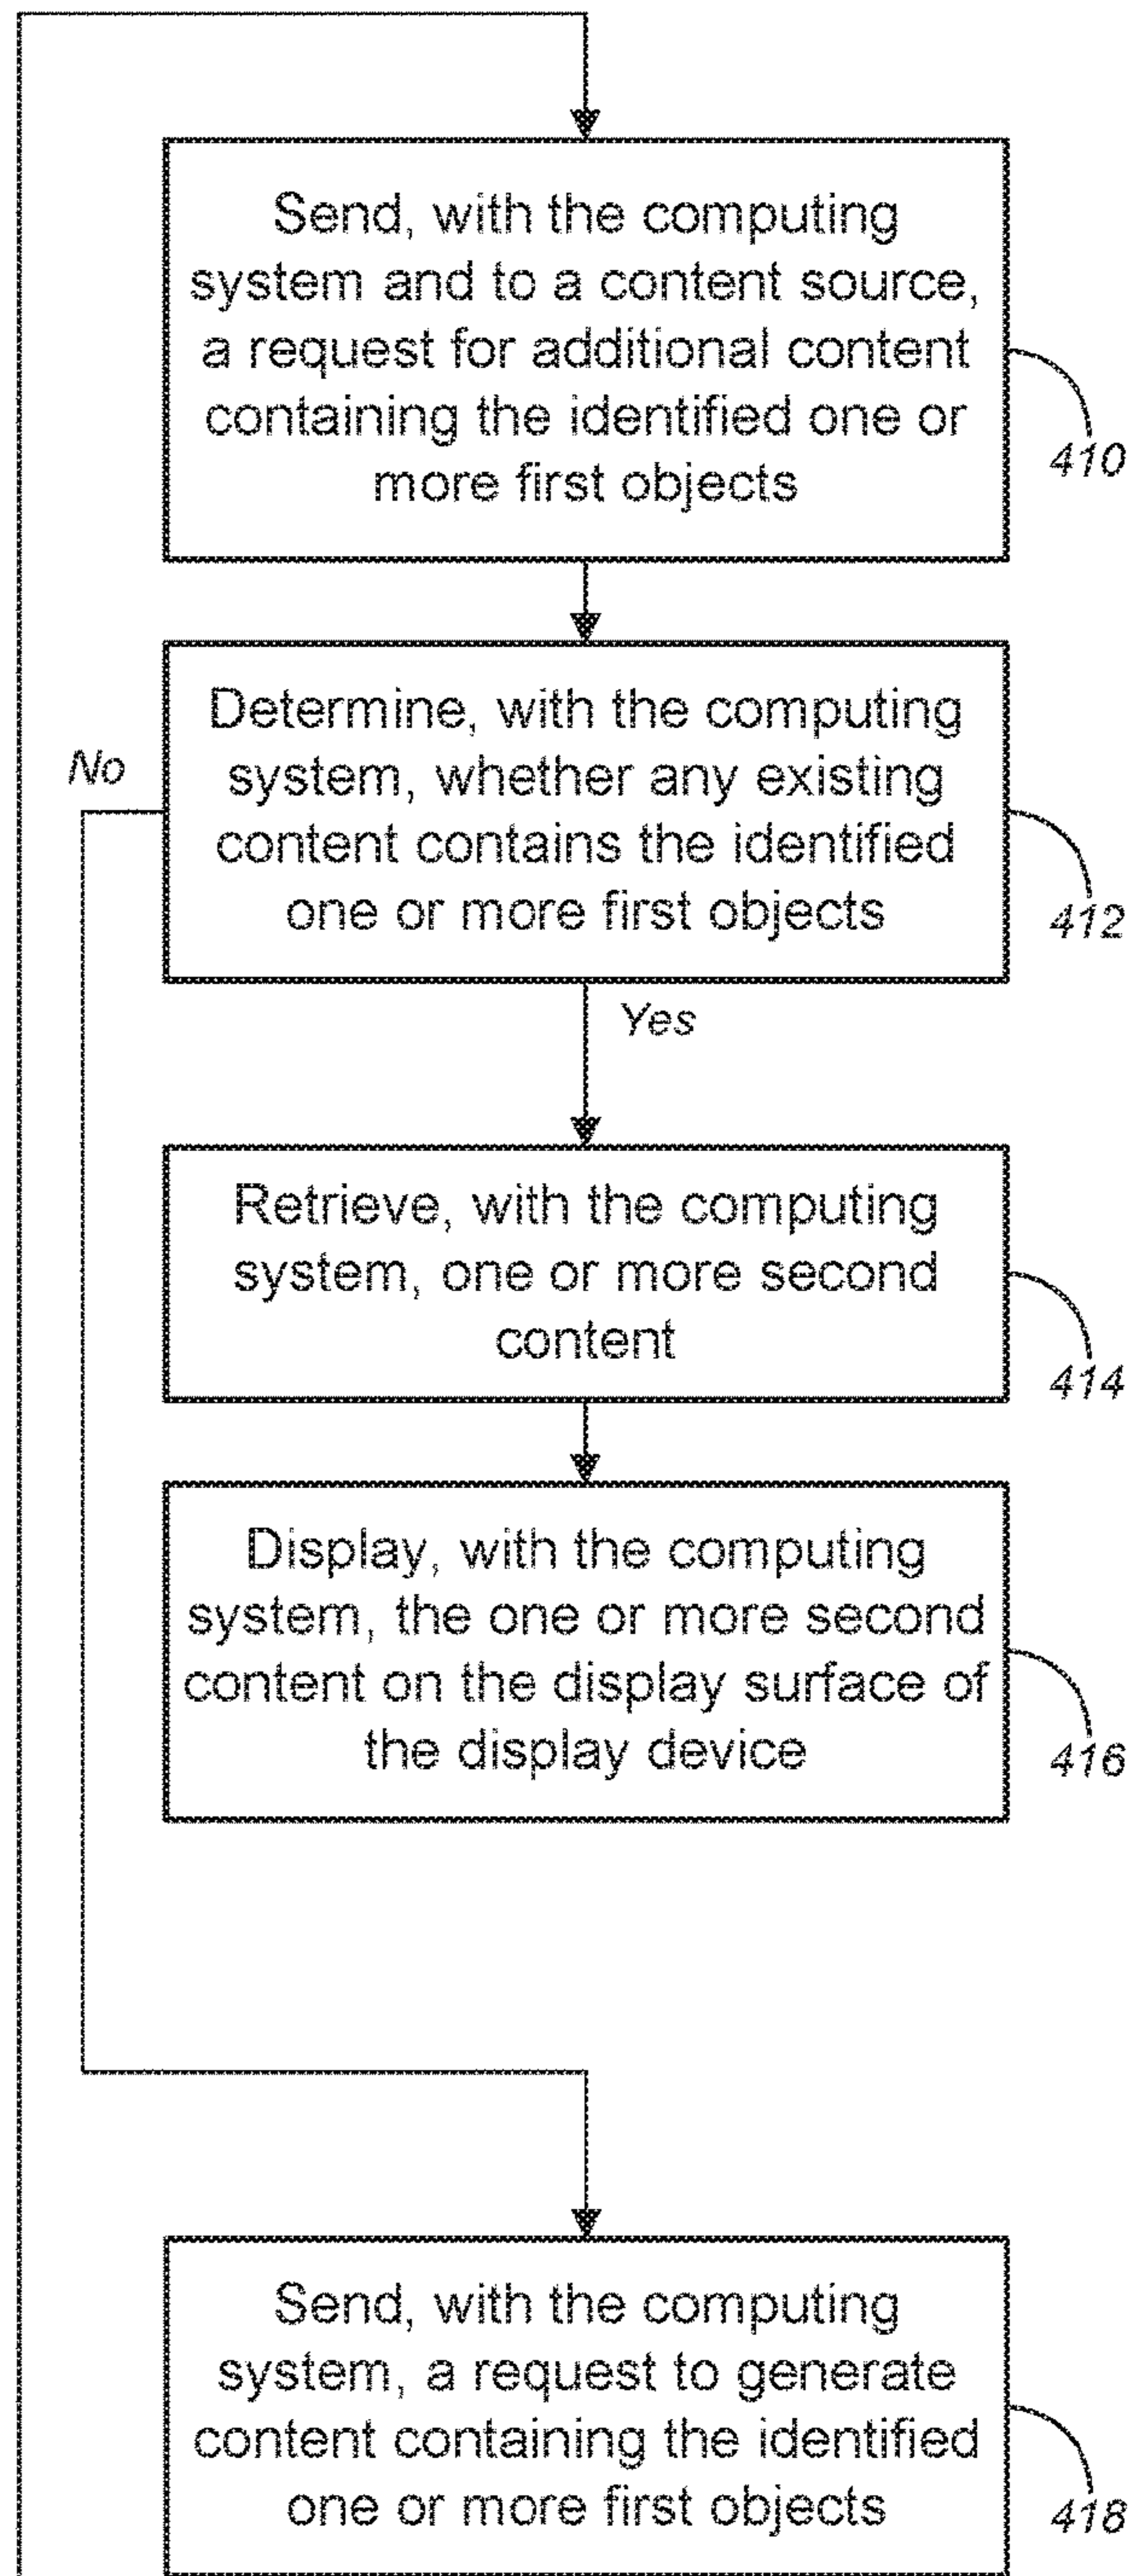 Send, with the computing
system and to a content source,
a request for additional content
containing the identified one or
more first objects
410
Determine, with the computing
system, whether any existing
content contains the identified
one or more first objects
412
No
Yes
Retrieve, with the computing
system, one or more second
content
414
Display, with the computing
system, the one or more second
content on the display surface of
the display device
416
Send, with the computing
system, a request to generate
content containing the identified
one or more first objects
418